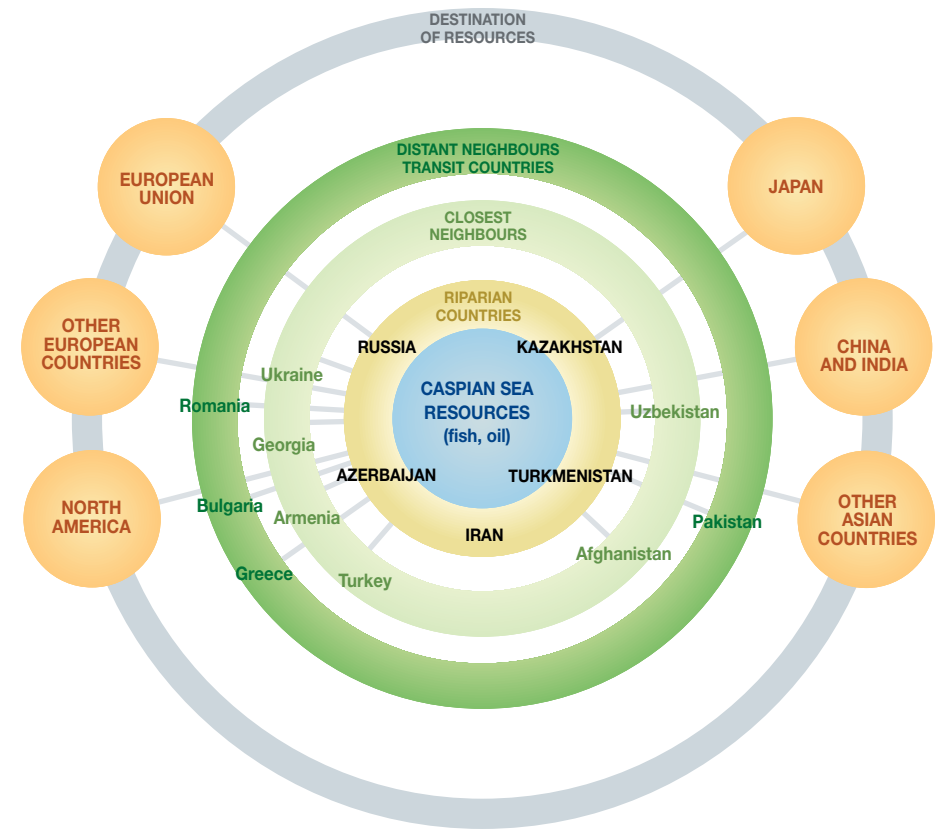 DESTINATION
OF RESOURCES
DISTANT NEIGHBOURS
TRANSIT COUNTRIES
CLOSEST
NEIGHBOURS
RIPARIAN
COUNTRIES
EUROPEAN
UNION
JAPAN
OTHER
EUROPEAN
COUNTRIES
CHINA
AND INDIA
NORTH
AMERICA
OTHER
ASIAN
COUNTRIES
RUSSIA
KAZAKHSTAN
CASPIAN SEA
RESOURCES
(fish, oil)
AZERBAIJAN
TURKMENISTAN
IRAN
Ukraine
Romania
Georgia
Bulgaria
Armenia
Greece
Turkey
Uzbekistan
Pakistan
Afghanistan